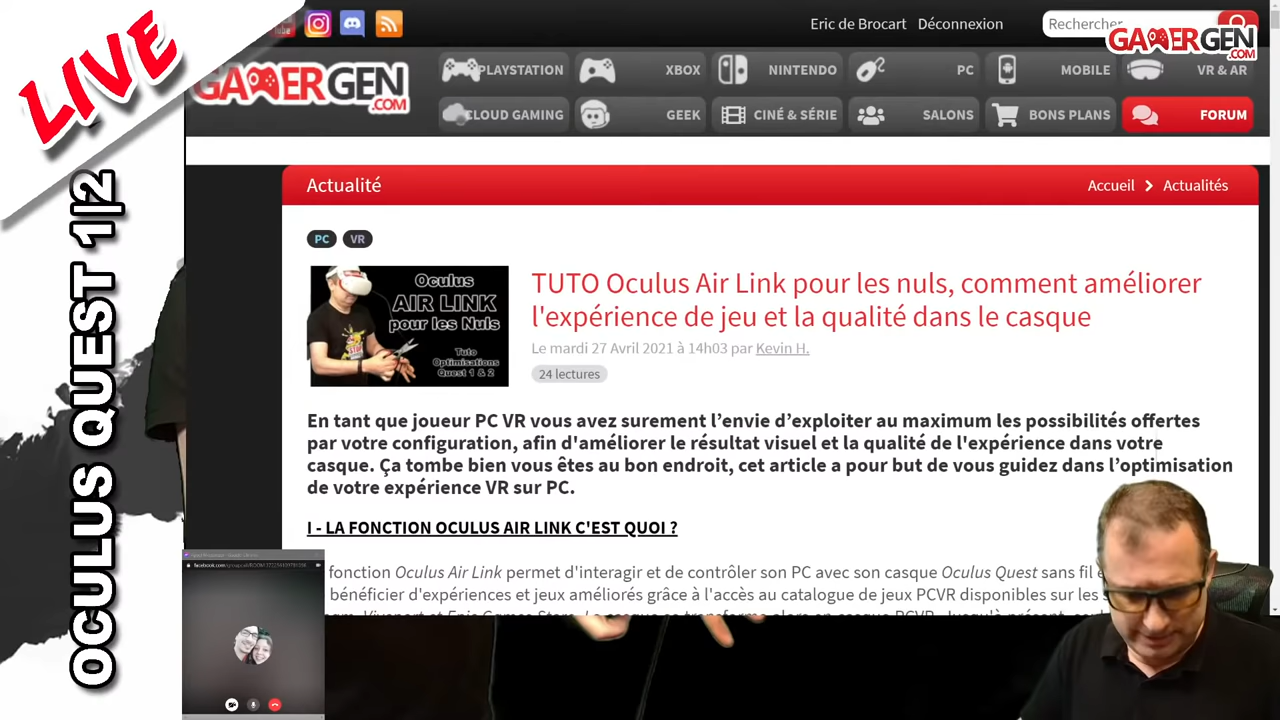 LIVE
OCULUS QUEST 1|2
Eric de Brocart
Déconnexion
Rechercher
GAMERGEN
.COM
GAMERGEN
.COM
PLAYSTATION
XBOX
NINTENDO
PC
MOBILE
VR & AR
CLOUD GAMING
GEEK
CINÉ & SÉRIE
SALONS
BONS PLANS
FORUM
Actualité
Accueil
Actualités
PC
VR
Oculus
AIR LINK
pour les Nuls
Tuto
Optimisations
Quest 1 & 2
TUTO Oculus Air Link pour les nuls, comment améliorer
l'expérience de jeu et la qualité dans le casque
Le mardi 27 Avril 2021 à 14h03 par Kevin H.
24 lectures
En tant que joueur PC VR vous avez surement l’envie d’exploiter au maximum les possibilités offertes
par votre configuration, afin d'améliorer le résultat visuel et la qualité de l'expérience dans votre
casque. Ça tombe bien vous êtes au bon endroit, cet article a pour but de vous guidez dans l’optimisation
de votre expérience VR sur PC.
I - LA FONCTION OCULUS AIR LINK C'EST QUOI ?
fonction Oculus Air Link permet d'interagir et de contrôler son PC avec son casque Oculus Quest sans fil
bénéficier d'expériences et jeux améliorés grâce à l'accès au catalogue de jeux PCVR disponibles sur les